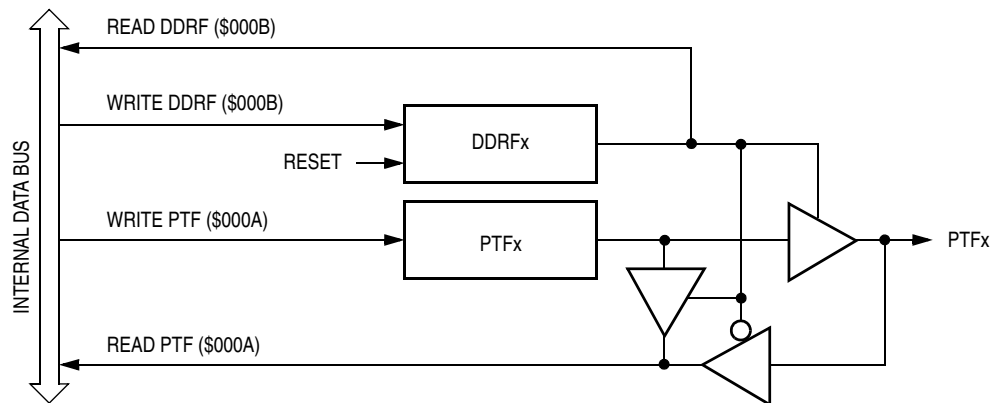 READ DDRF ($000B)
WRITE DDRF ($000B)
DDRFx
RESET
WRITE PTF ($000A)
PTFx
PTFx
READ PTF ($000A)
INTERNAL DATA BUS